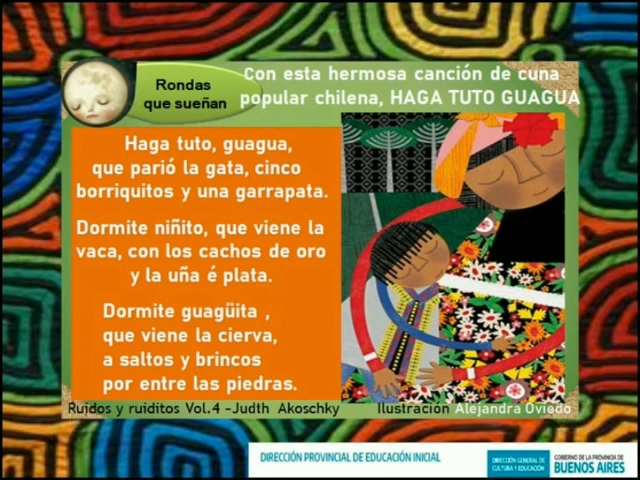 Rondas
que sueñan
Con esta hermosa canción de cuna
popular chilena, HAGA TUTO GUAGUA
Haga tuto, guagua,
que parió la gata, cinco
borriquitos y una garrapata.
Dormite niñito, que viene la
vaca, con los cachos de oro
y la uña é plata.
Dormite guagüita ,
que viene la cierva,
a saltos y brincos
por entre las piedras.
Ruidos y ruiditos Vol.4 –Judth Akoschky
Ilustración Alejandra Oviedo
DIRECCIÓN PROVINCIAL DE EDUCACIÓN INICIAL
DIRECCIÓN GENERAL DE
CULTURA Y EDUCACIÓN
GOBIERNO DE LA PROVINCIA DE
BUENOS AIRES